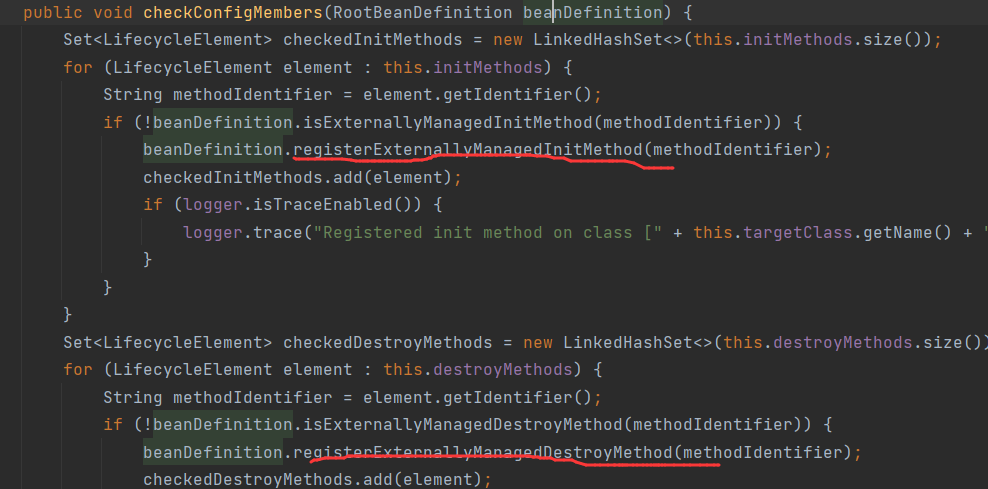 public void checkConfigMembers(RootBeanDefinition beanDefinition) {
Set<LifecycleElement> checkedInitMethods = new LinkedHashSet<>(this.initMethods.size());
for (LifecycleElement element : this.initMethods) {
String methodIdentifier = element.getIdentifier();
if (!beanDefinition.isExternallyManagedInitMethod(methodIdentifier)) {
beanDefinition.registerExternallyManagedInitMethod(methodIdentifier);
checkedInitMethods.add(element);
if (logger.isTraceEnabled()) {
logger.trace("Registered init method on class [" + this.targetClass.getName() + "
}
}
}
Set<LifecycleElement> checkedDestroyMethods = new LinkedHashSet<>(this.destroyMethods.size())
for (LifecycleElement element : this.destroyMethods) {
String methodIdentifier = element.getIdentifier();
if (!beanDefinition.isExternallyManagedDestroyMethod(methodIdentifier)) {
beanDefinition.registerExternallyManagedDestroyMethod(methodIdentifier);
checkedDestroyMethods.add(element);